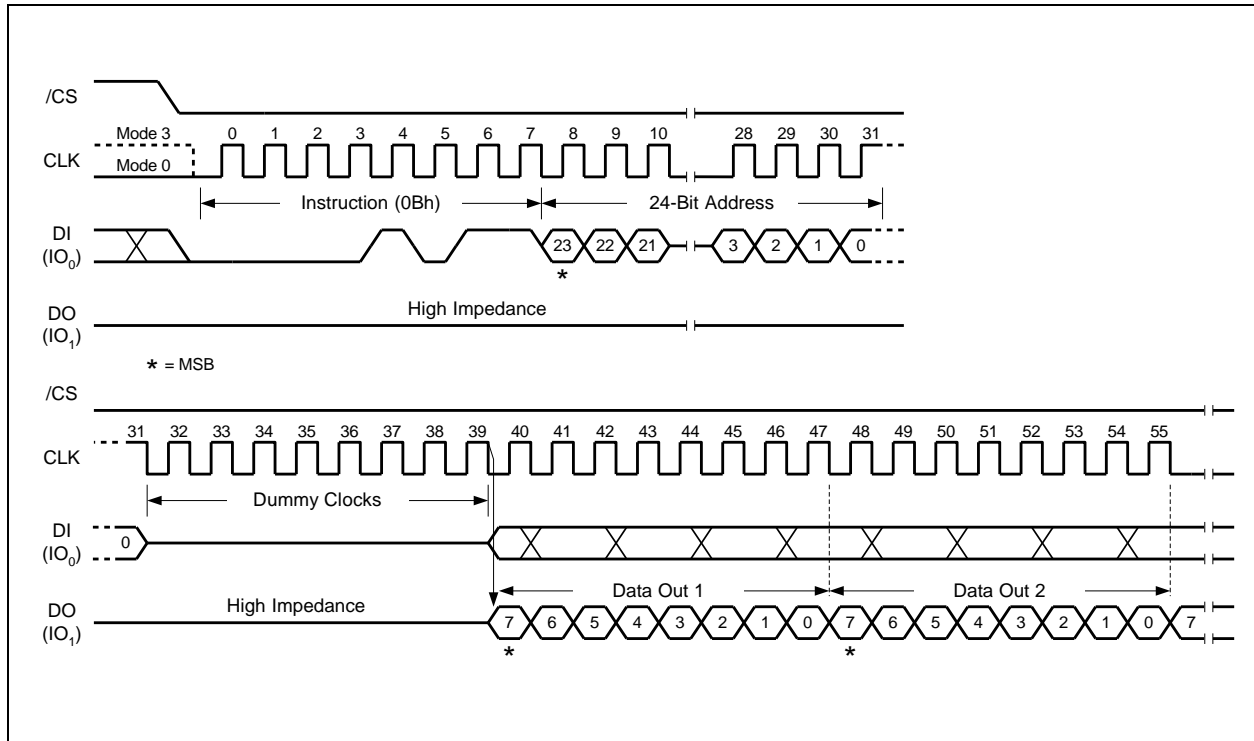 /CS
Mode 3
0 1 2 3 4 5 6 7 8 9 10 28 29 30 31
CLK
Mode 0
Instruction (0Bh) 24-Bit Address
DI
(IO0)
23 22 21 3 2 1 0
*
High Impedance
DO
(IO1)
* = MSB
/CS
31 32 33 34 35 36 37 38 39 40 41 42 43 44 45 46 47 48 49 50 51 52 53 54 55
CLK
Dummy Clocks
DI
(IO0)
0
Data Out 1 Data Out 2
High Impedance
DO
(IO1)
7 6 5 4 3 2 1 0 7 6 5 4 3 2 1 0 7
* *